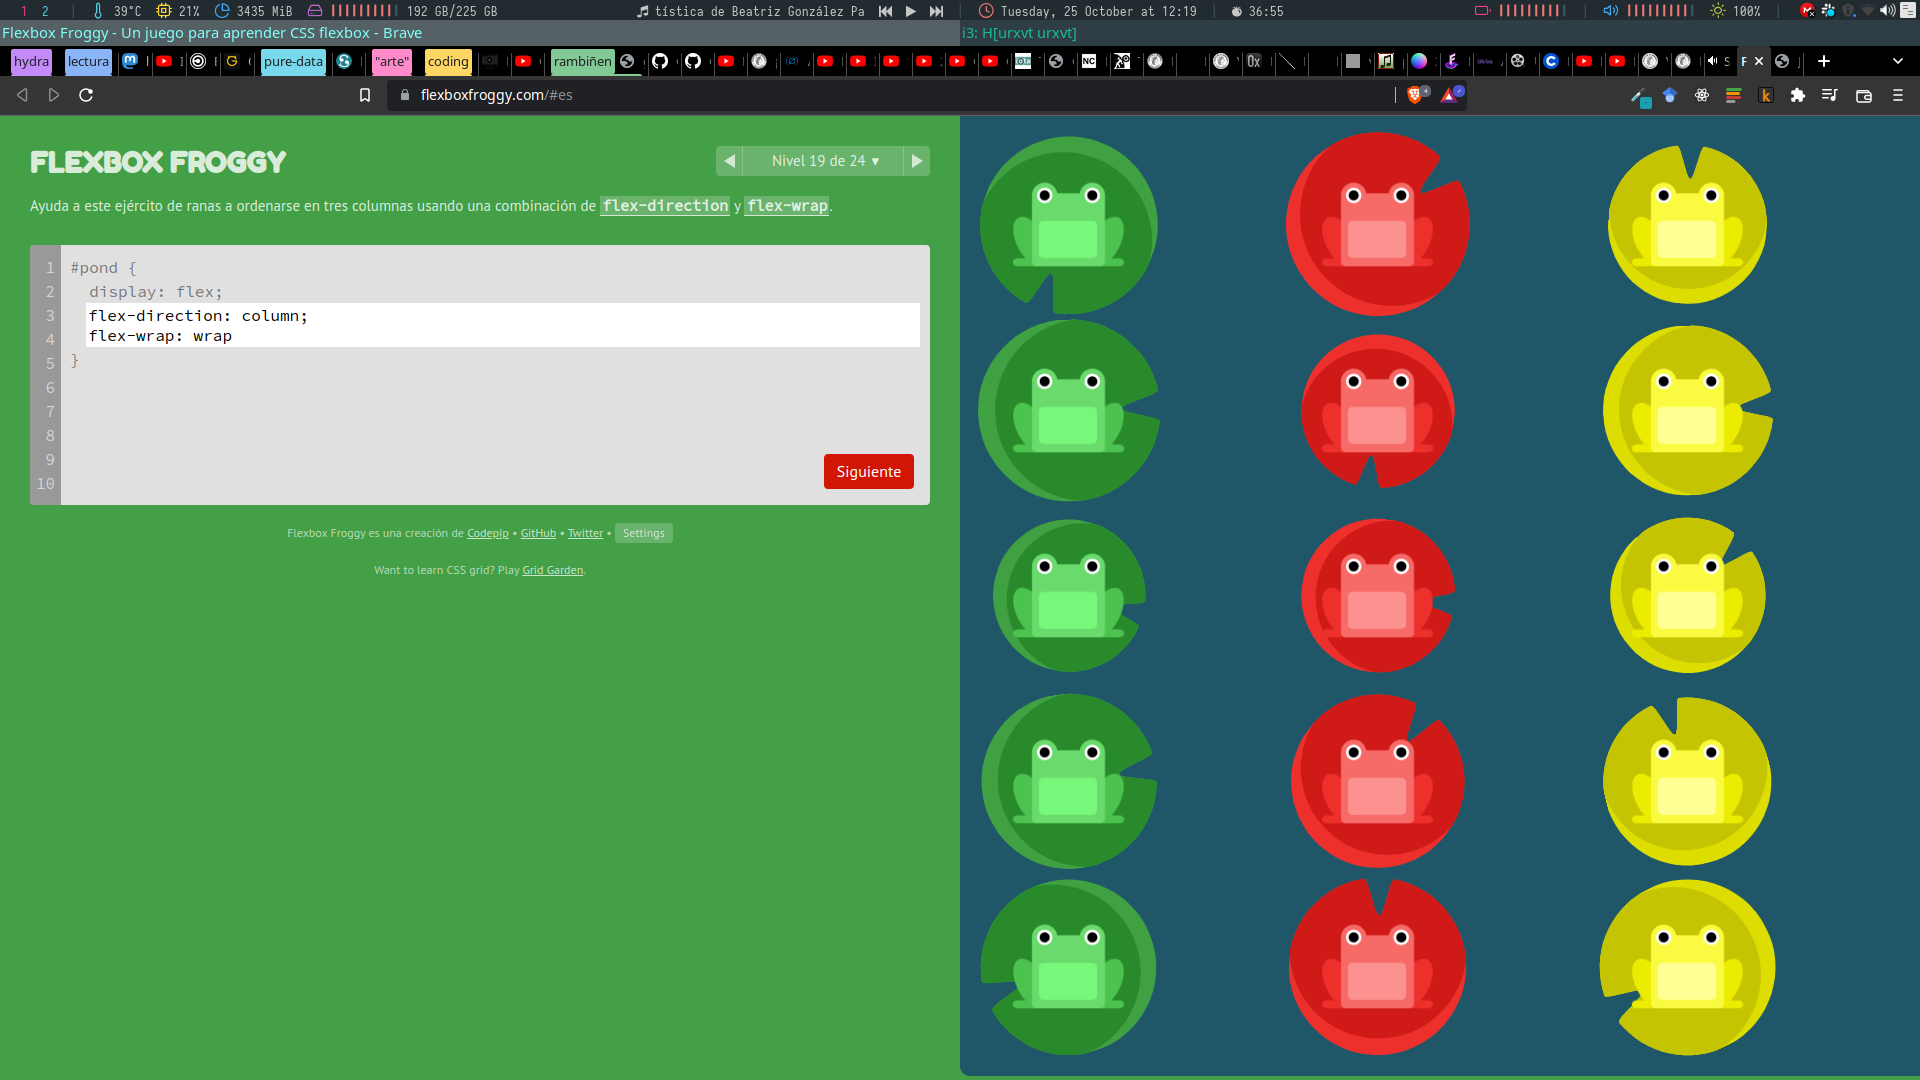 1 2 39°C 21% 3435 MiB 192 GB/225 GB tística de Beatriz González Pa Tuesday, 25 October at 12:19 36:55 100%
Flexbox Froggy - Un juego para aprender CSS flexbox - Brave
i3: H[urxvt urxvt]
hydra lectura pure-data "arte" coding rambiñen
flexboxfroggy.com/#es
FLEXBOX FROGGY
Nivel 19 de 24 ▼
Ayuda a este ejército de ranas a ordenarse en tres columnas usando una combinación de flex-direction y flex-wrap.
1 #pond {
2 display: flex;
3 flex-direction: column;
4 flex-wrap: wrap
5 }
6
7
8
9
10
Siguiente
Flexbox Froggy es una creación de Codepip • GitHub • Twitter • Settings
Want to learn CSS grid? Play Grid Garden.